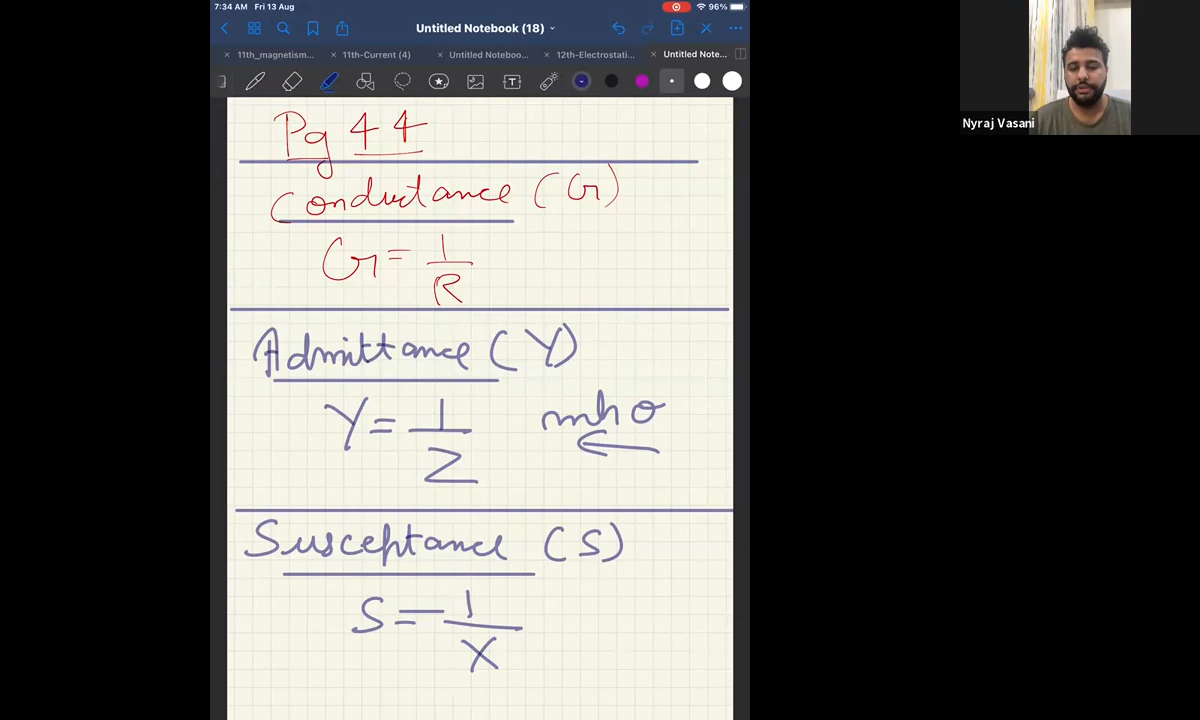 7:34 AM Fri 13 Aug
96%
Untitled Notebook (18)
11th_magnetism...
11th-Current (4)
Untitled Noteboo...
12th-Electrostati...
Untitled Note...
Nyraj Vasani
Pg 44
Conductance (G)
G = 1/R
Admittance (Y)
Y = 1/Z mho
Susceptance (S)
S = 1/X